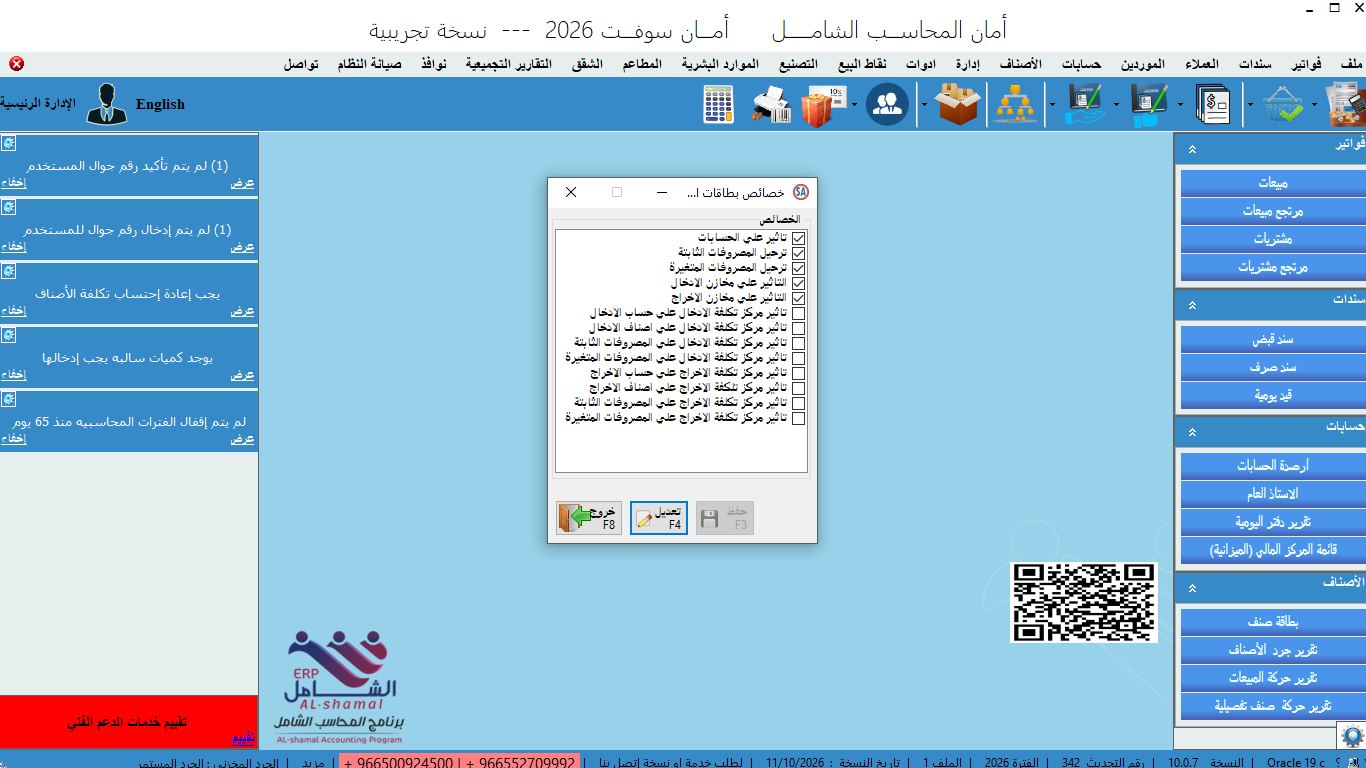 أمان المحاســب الشامــــل أمــان سوفــت 2026 --- نسخة تجريبية
ملف فواتير سندات العملاء الموردين حسابات الأصناف إدارة ادوات نقاط البيع التصنيع الموارد البشرية المطاعم الشقق التقارير التجميعية نوافذ صيانة النظام تواصل
English
الإدارة الرئيسية
فواتير
مبيعات
مرتجع مبيعات
مشتريات
مرتجع مشتريات
سندات
سند قبض
سند صرف
قيد يومية
حسابات
أرصدة الحسابات
الاستاذ العام
تقرير دفتر اليومية
قائمة المركز المالي (الميزانية)
الأصناف
بطاقة صنف
تقرير جرد الأصناف
تقرير حركة المبيعات
تقرير حركة صنف تفصيلية
خصائص بطاقات ا...
الخصائص
تاثير علي الحسابات
ترحيل المصروفات الثابتة
ترحيل المصروفات المتغيرة
التاثير علي مخازن الادخال
التاثير علي مخازن الاخراج
تاثير مركز تكلفة الادخال علي حساب الادخال
تاثير مركز تكلفة الادخال علي اصناف الادخال
تاثير مركز تكلفة الادخال علي المصروفات الثابتة
تاثير مركز تكلفة الادخال علي المصروفات المتغيرة
تاثير مركز تكلفة الاخراج علي حساب الاخراج
تاثير مركز تلكفة الاخراج علي اصناف الاخراج
تاثير مركز تكلفة الاخراج علي المصروفات الثابتة
تاثير مركز تكلفة الاخراج علي المصروفات المتغيرة
حفظ
F3
تعديل
F4
خروج
F8
(1) لم يتم تأكيد رقم جوال المستخدم
عرض إخفاء
(1) لم يتم إدخال رقم جوال للمستخدم
عرض إخفاء
يجب إعادة إحتساب تكلفة الأصناف
عرض إخفاء
يوجد كميات سالبه يجب إدخالها
عرض إخفاء
لم يتم إقفال الفترات المحاسبيه منذ 65 يوم
عرض إخفاء
ERP
الشامل
AL-shamal
برنامج المحاسب الشامل
AL-shamal Accounting Program
تقييم خدمات الدعم الفني
تقييم
؟ Oracle 19 c | النسخة 10.0.7 | رقم التحديث 342 | الفترة 2026 | الملف 1 | تاريخ النسخة : 11/10/2026 | لطلب خدمة او نسخة إتصل بنا | + 966500924500 | + 966552709992 | مزيد | الجرد المخزني : الجرد المستمر